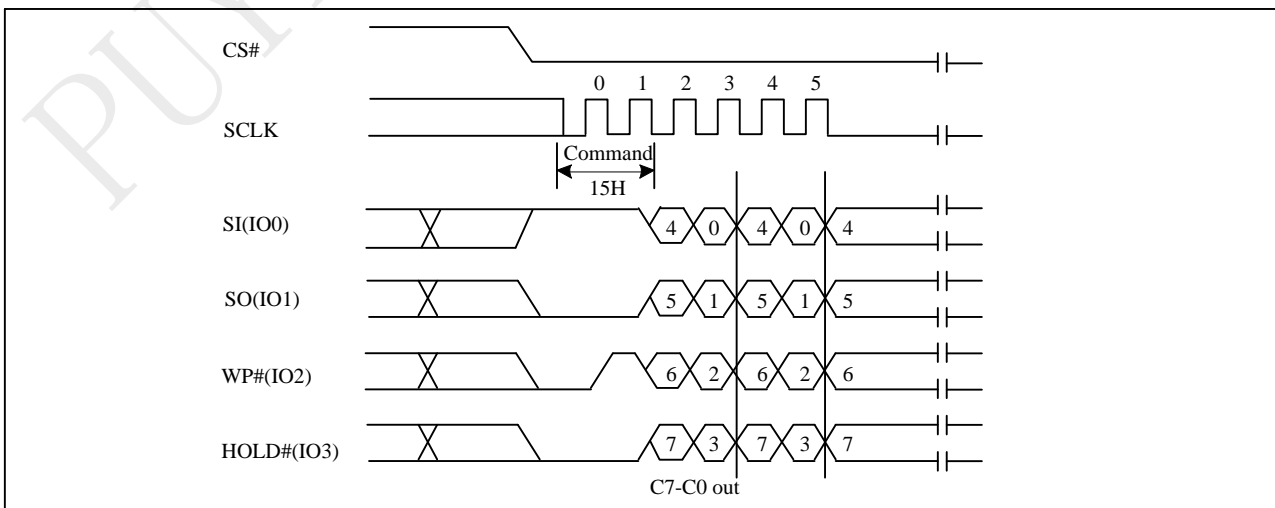 PUY
CS#
0 1 2 3 4 5
SCLK
Command
15H
SI(IO0) 4 0 4 0 4
SO(IO1) 5 1 5 1 5
WP#(IO2) 6 2 6 2 6
HOLD#(IO3) 7 3 7 3 7
C7-C0 out